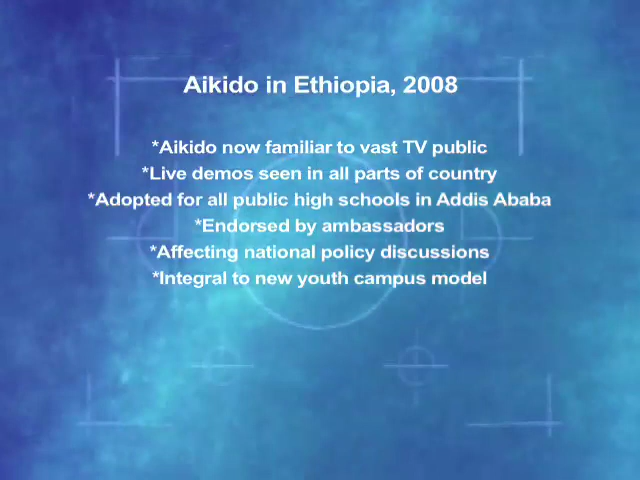 Aikido in Ethiopia, 2008
*Aikido now familiar to vast TV public
*Live demos seen in all parts of country
*Adopted for all public high schools in Addis Ababa
*Endorsed by ambassadors
*Affecting national policy discussions
*Integral to new youth campus model